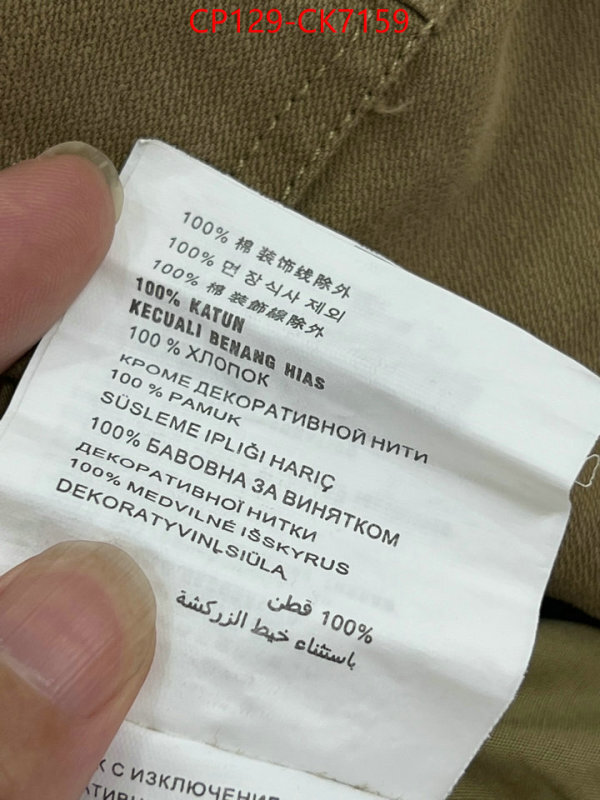 CP129-CK7159
100% 棉 装饰线除外
100% 면 장식사 제외
100% 棉 裝飾線除外
100% KATUN
KECUALI BENANG HIAS
100 % ХЛОПОК
КРОМЕ ДЕКОРАТИВНОЙ НИТИ
100 % PAMUK
SÜSLEME IPLIĞI HARIÇ
100% БАВОВНА ЗА ВИНЯТКОМ
ДЕКОРАТИВНОЇ НИТКИ
100% MEDVILNĖ IŠSKYRUS
DEKORATYVINĮ SIŪLĄ
100% قطن
باستثناء خيط الزركشة
С ИЗКЛЮЧЕНИЕ